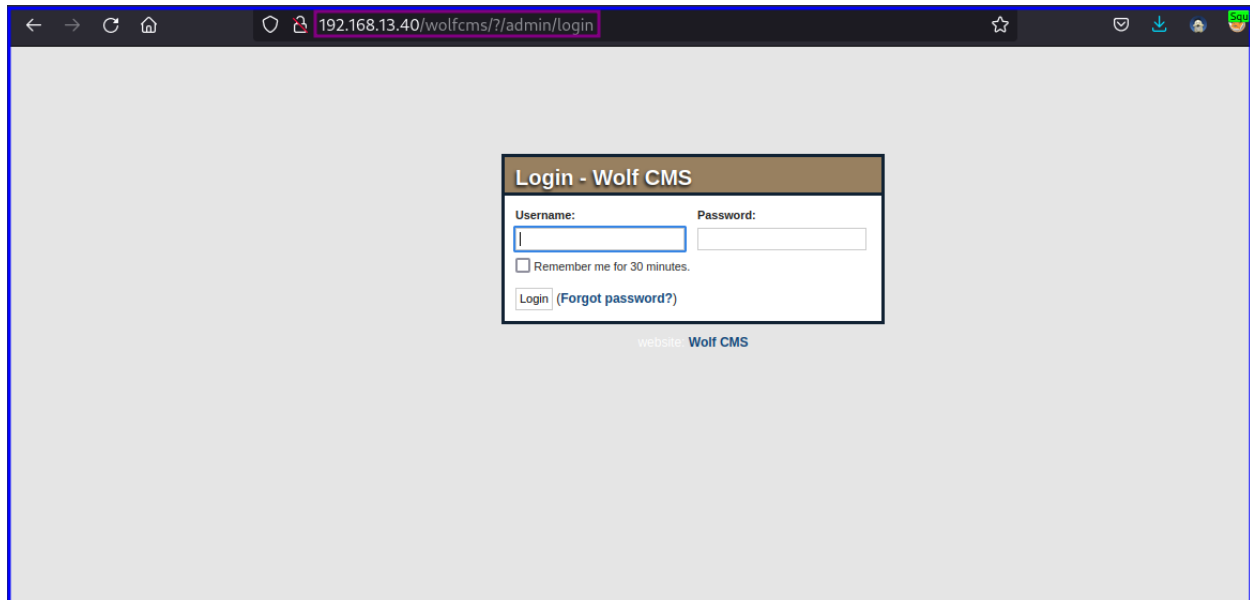 192.168.13.40/wolfcms/?/admin/login
Squ
Login - Wolf CMS
Username: Password:
Remember me for 30 minutes.
Login (Forgot password?)
website: Wolf CMS